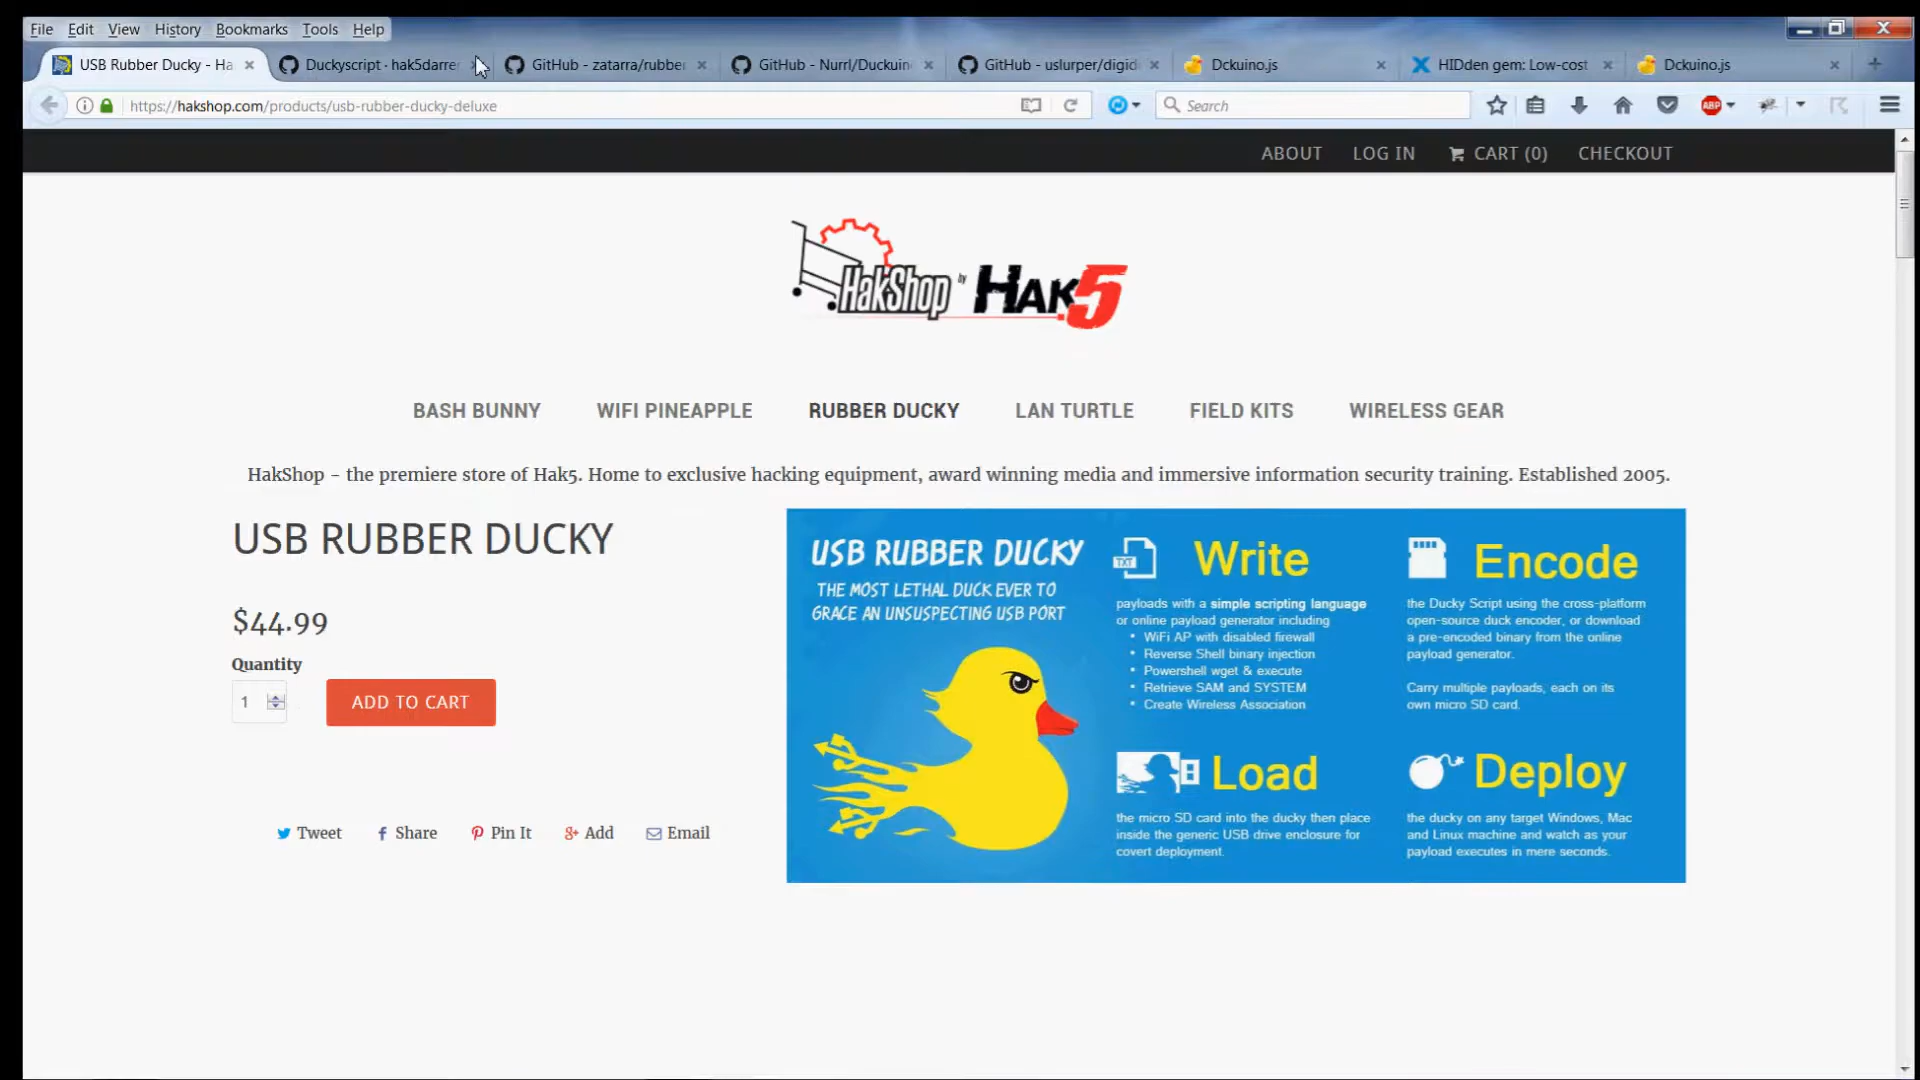 File Edit View History Bookmarks Tools Help
USB Rubber Ducky - Ha
Duckyscript · hak5darre
GitHub - zatarra/rubber
GitHub - Nurrl/Duckuin
GitHub - uslurper/digid
Dckuino.js
HIDden gem: Low-cost
Dckuino.js
https://hakshop.com/products/usb-rubber-ducky-deluxe
Search
ABP
ABOUT LOG IN CART (0) CHECKOUT
HakShop by HAK5
BASH BUNNY WIFI PINEAPPLE RUBBER DUCKY LAN TURTLE FIELD KITS WIRELESS GEAR
HakShop – the premiere store of Hak5. Home to exclusive hacking equipment, award winning media and immersive information security training. Established 2005.
USB RUBBER DUCKY
$44.99
Quantity
1
ADD TO CART
Tweet Share Pin It Add Email
USB RUBBER DUCKY
THE MOST LETHAL DUCK EVER TO
GRACE AN UNSUSPECTING USB PORT
TXT
Write
payloads with a simple scripting language
or online payload generator including
• WiFi AP with disabled firewall
• Reverse Shell binary injection
• Powershell wget & execute
• Retrieve SAM and SYSTEM
• Create Wireless Association
Encode
the Ducky Script using the cross-platform
open-source duck encoder, or download
a pre-encoded binary from the online
payload generator.
Carry multiple payloads, each on its
own micro SD card.
Load
the micro SD card into the ducky then place
inside the generic USB drive enclosure for
covert deployment.
Deploy
the ducky on any target Windows, Mac
and Linux machine and watch as your
payload executes in mere seconds.